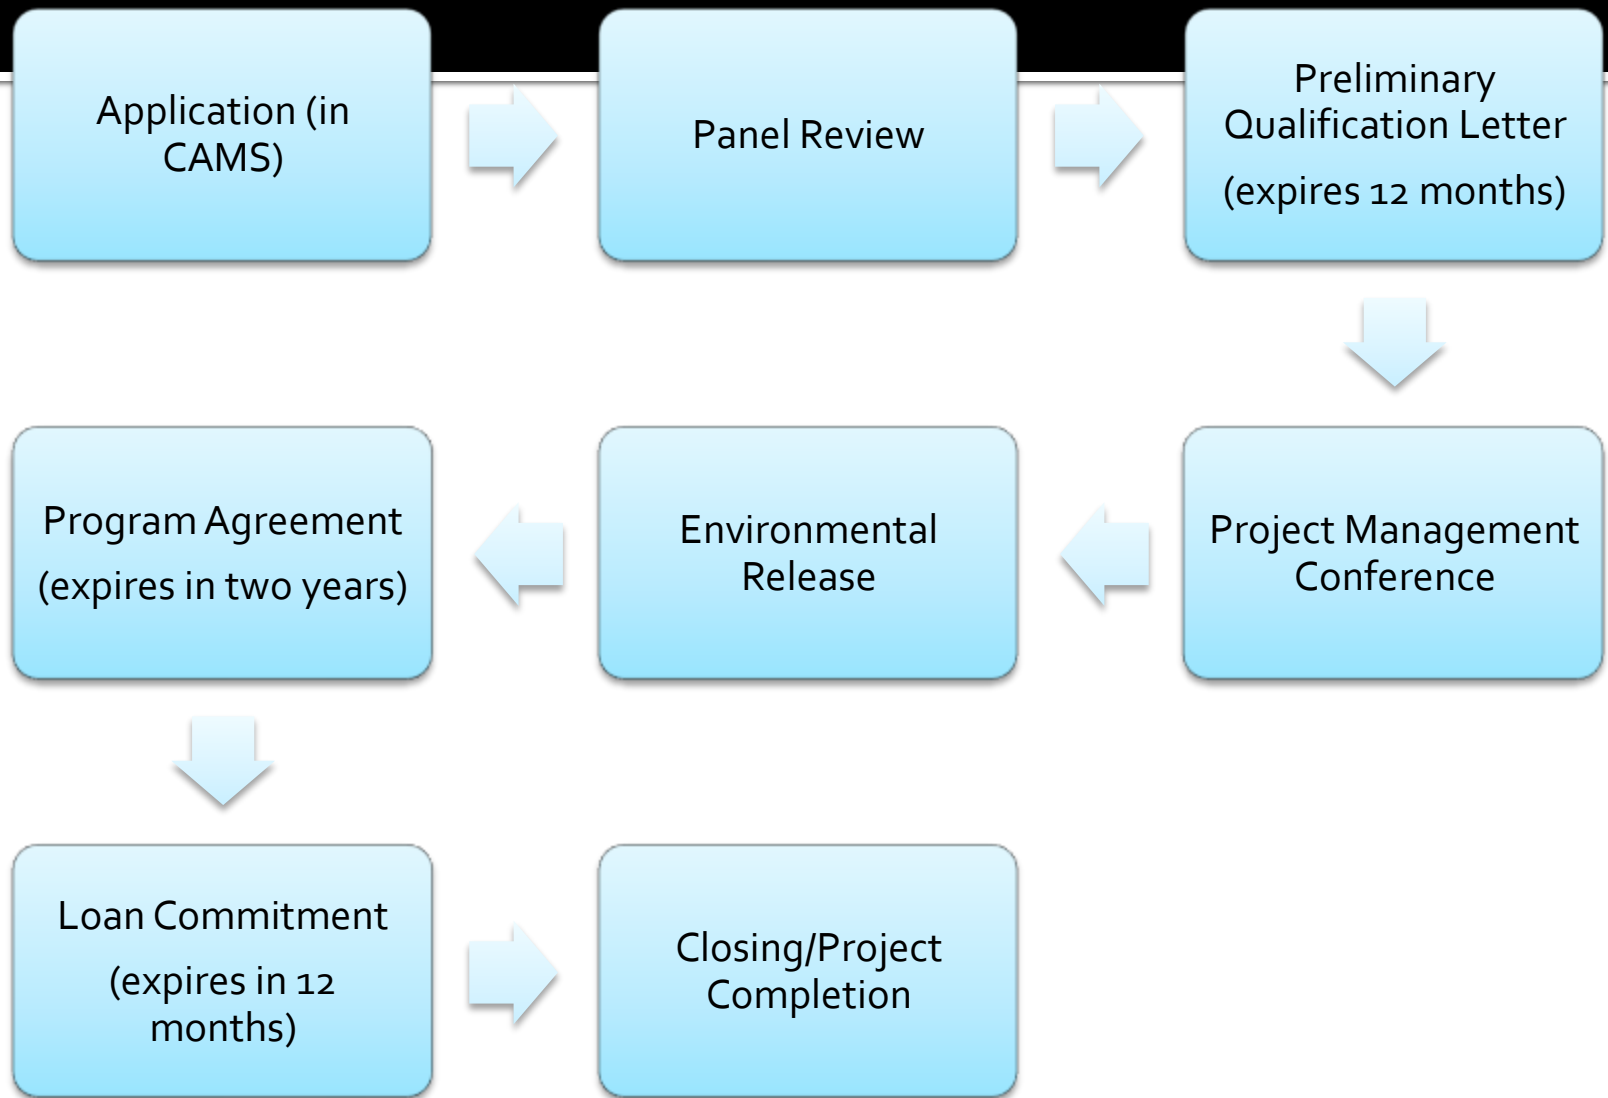 Application (in
CAMS)
Panel Review
Preliminary
Qualification Letter
(expires 12 months)
Project Management
Conference
Environmental
Release
Program Agreement
(expires in two years)
Loan Commitment
(expires in 12
months)
Closing/Project
Completion